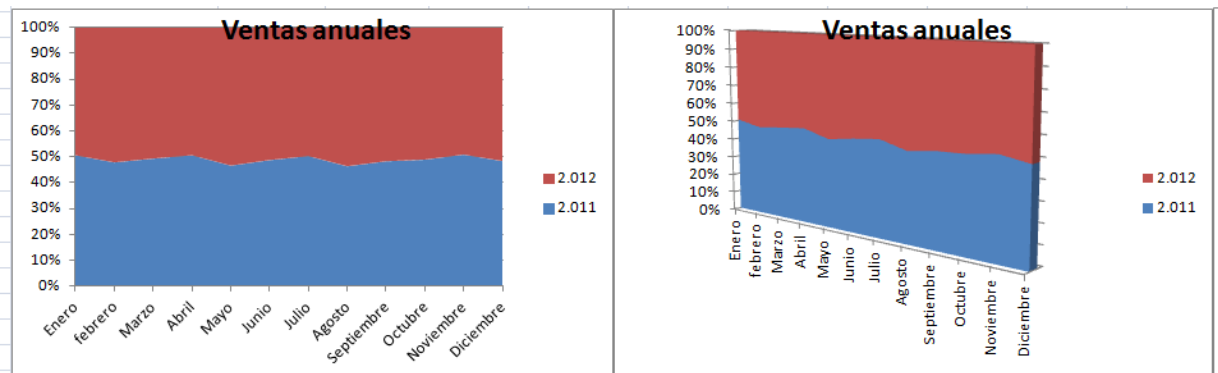 Ventas anuales
100%
90%
80%
70%
60%
50%
40%
30%
20%
10%
0%
Enero
febrero
Marzo
Abril
Mayo
Junio
Julio
Agosto
Septiembre
Octubre
Noviembre
Diciembre
2.012
2.011
Ventas anuales
100%
90%
80%
70%
60%
50%
40%
30%
20%
10%
0%
Enero
febrero
Marzo
Abril
Mayo
Junio
Julio
Agosto
Septiembre
Octubre
Noviembre
Diciembre
2.012
2.011